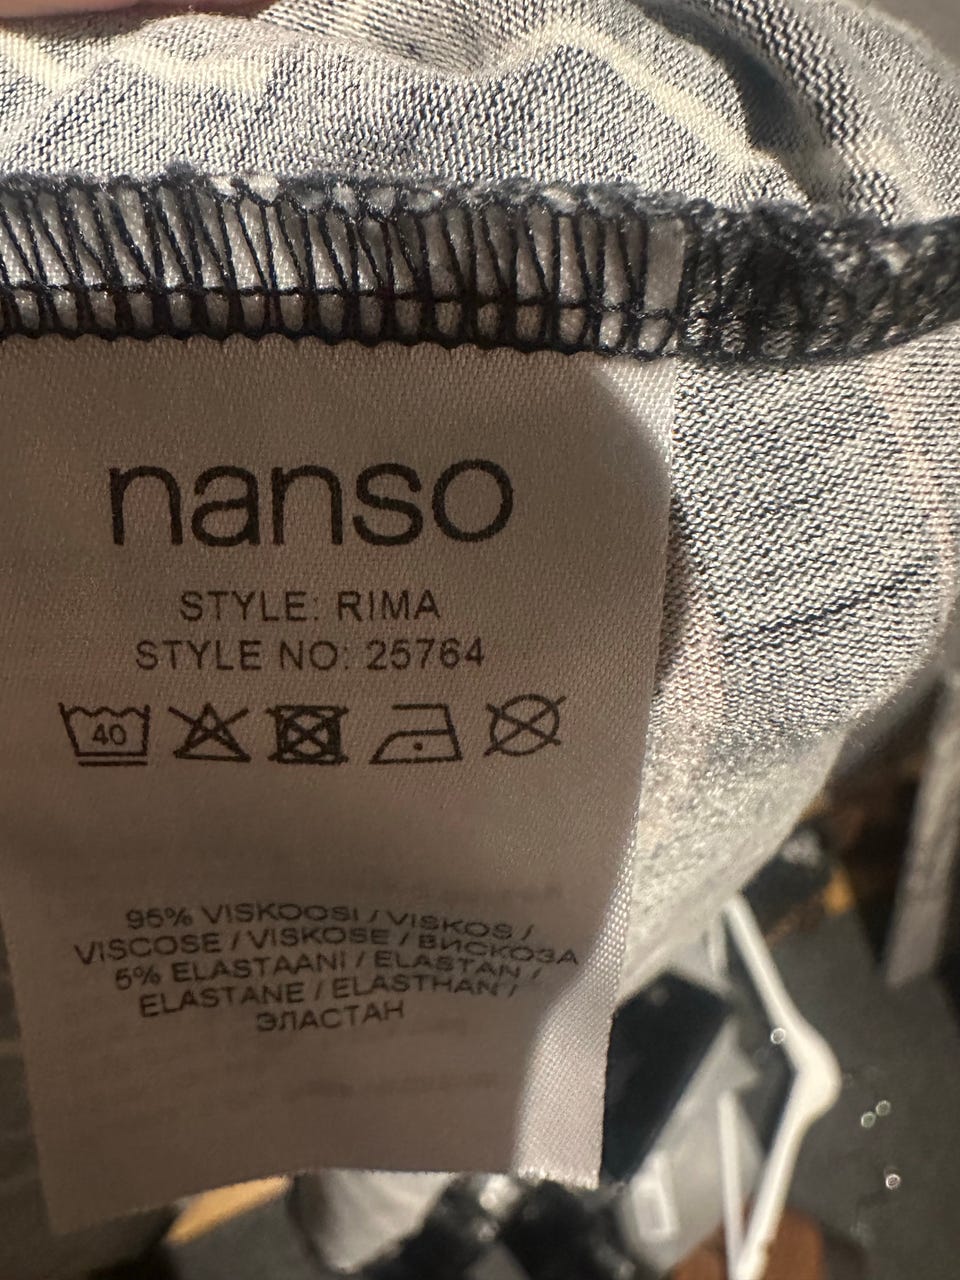 nanso
STYLE: RIMA
STYLE NO: 25764
40
95% VISKOOSI / VISKOS /
VISCOSE / VISKOSE / ВИСКОЗА
5% ELASTAANI / ELASTAN /
ELASTANE / ELASTHAN /
ЭЛАСТАН